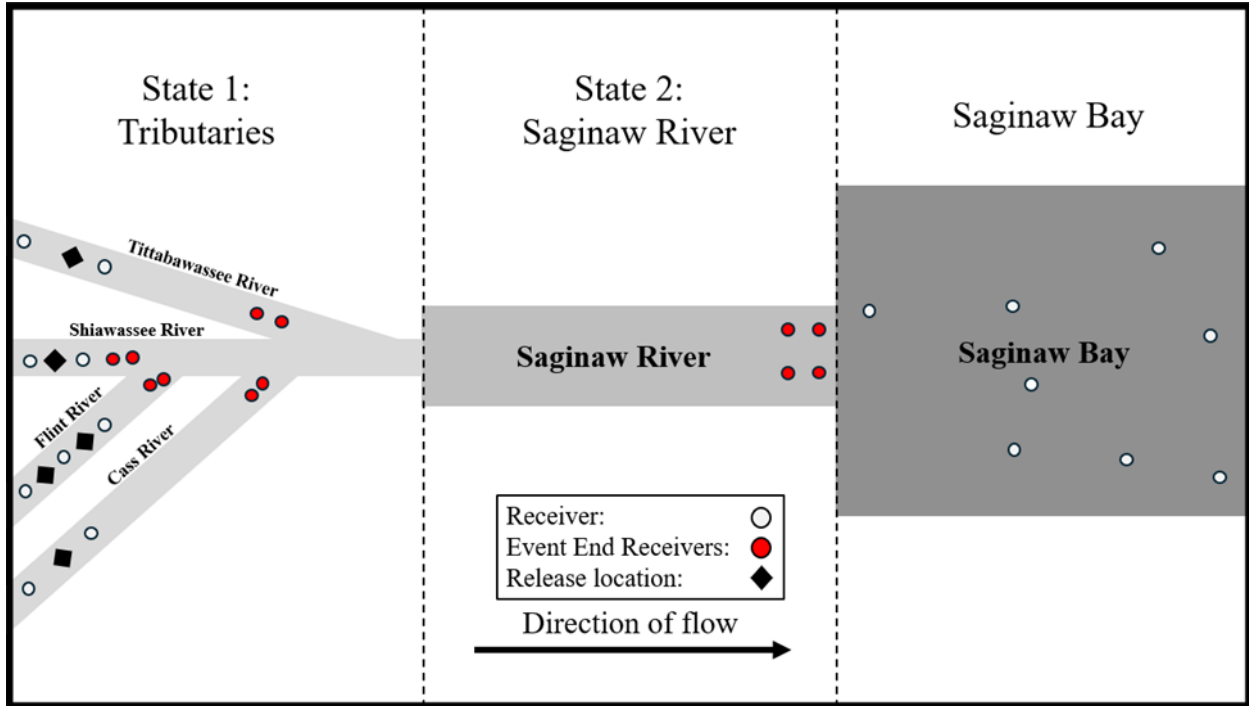 State 1:
Tributaries
State 2:
Saginaw River
Saginaw Bay
Tittabawassee River
Shiawassee River
Flint River
Cass River
Saginaw River
Saginaw Bay
Receiver:
Event End Receivers:
Release location:
Direction of flow